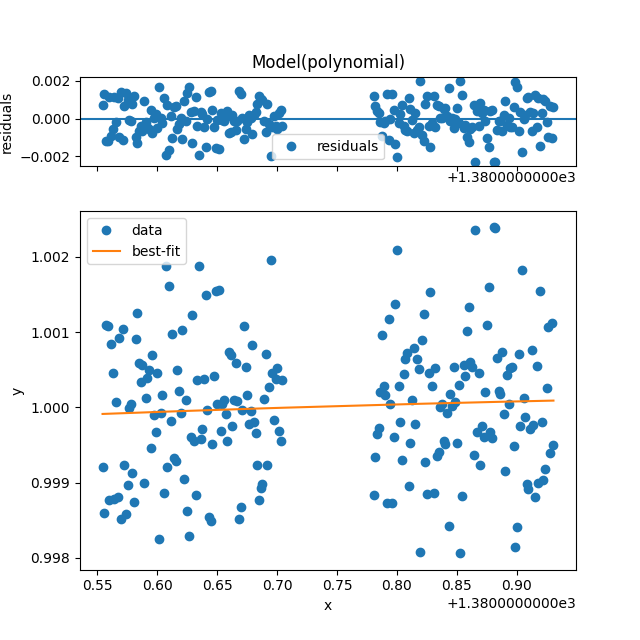 Model(polynomial)
residuals
0.002
0.000
−0.002
residuals
+1.3800000000e3
y
1.002
1.001
1.000
0.999
0.998
data
best-fit
0.55 0.60 0.65 0.70 0.75 0.80 0.85 0.90
x
+1.3800000000e3